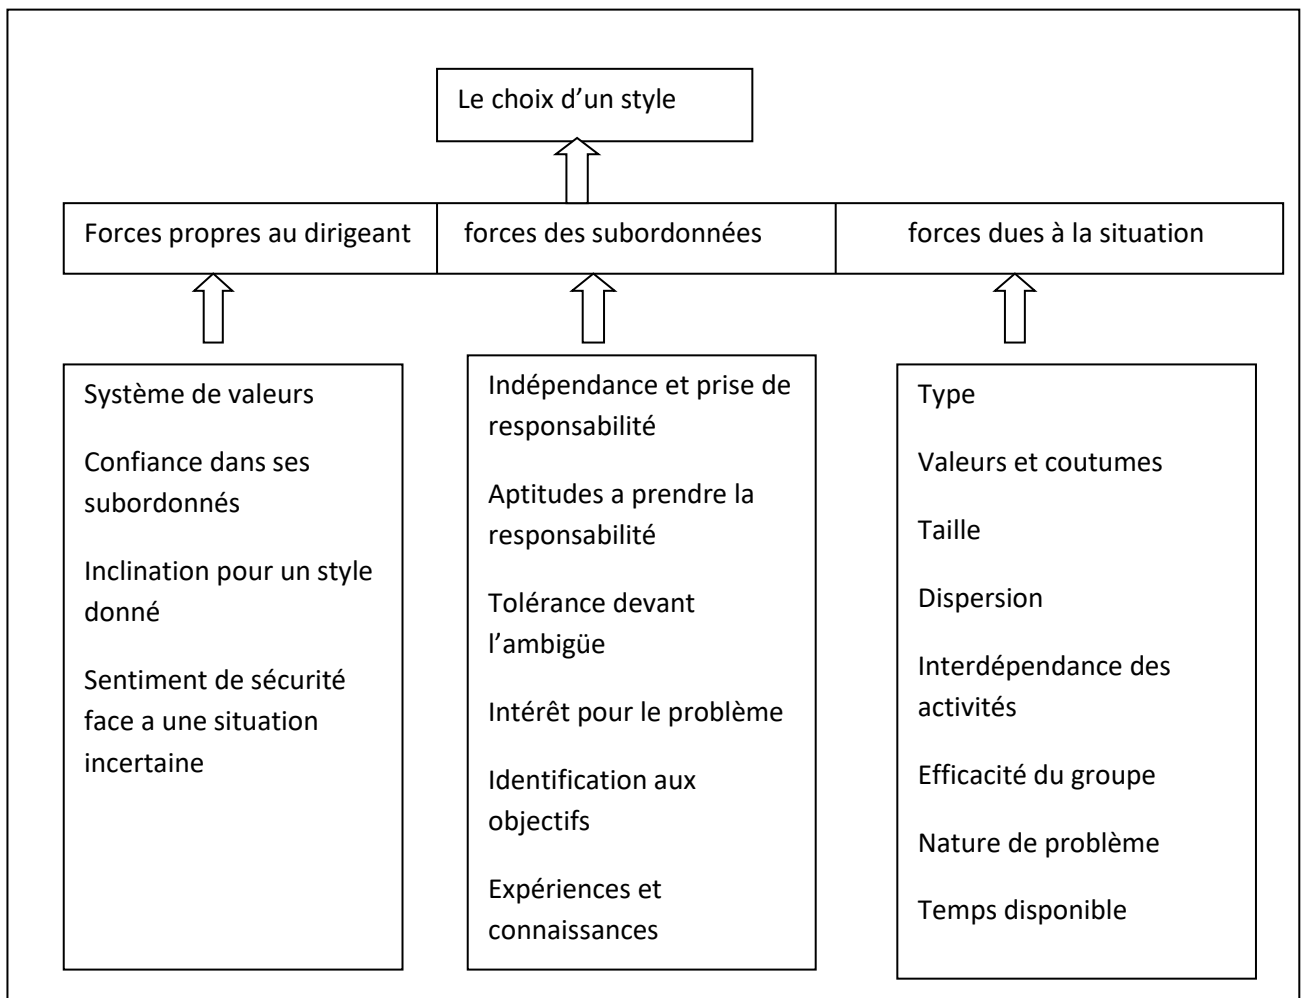 Le choix d’un style
Forces propres au dirigeant
forces des subordonnées
forces dues à la situation
Système de valeurs
Confiance dans ses
subordonnés
Inclination pour un style
donné
Sentiment de sécurité
face a une situation
incertaine
Indépendance et prise de
responsabilité
Aptitudes a prendre la
responsabilité
Tolérance devant
l’ambigüe
Intérêt pour le problème
Identification aux
objectifs
Expériences et
connaissances
Type
Valeurs et coutumes
Taille
Dispersion
Interdépendance des
activités
Efficacité du groupe
Nature de problème
Temps disponible